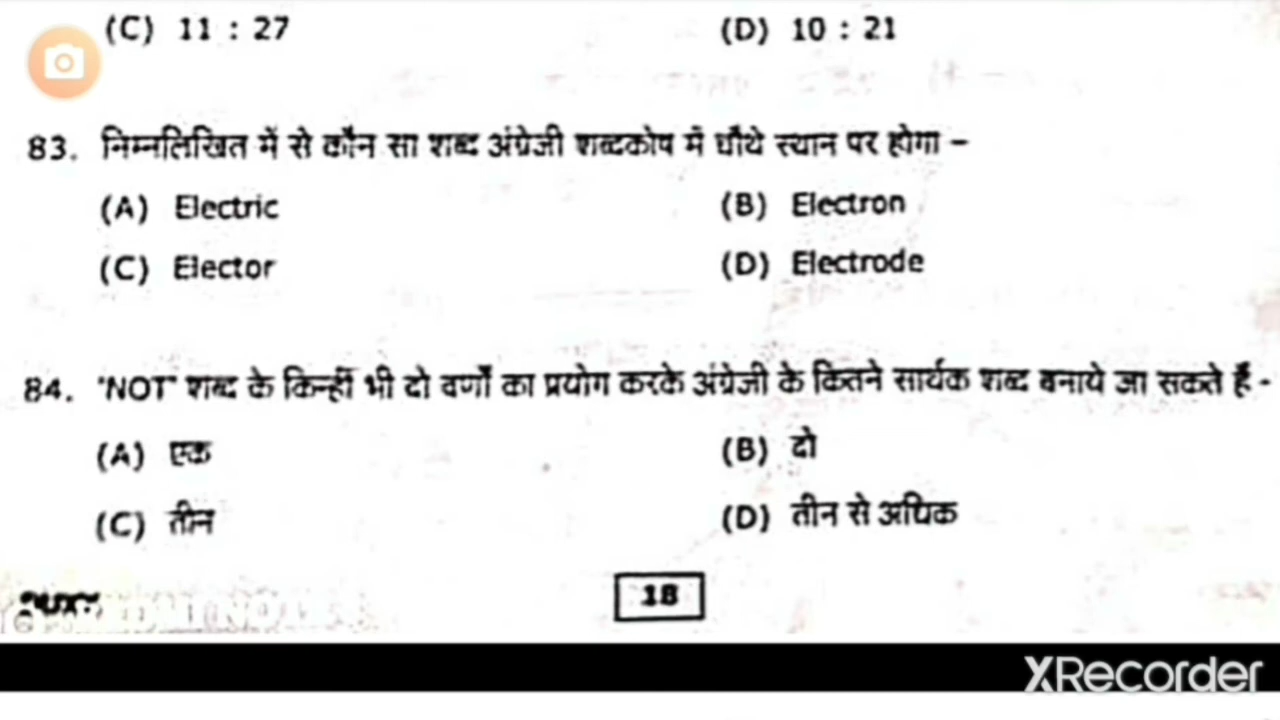 (C) 11 : 27 (D) 10 : 21
83. निम्नलिखित में से कौन सा शब्द अंग्रेजी शब्दकोष में चौथे स्थान पर होगा –
(A) Electric (B) Electron
(C) Elector (D) Electrode
84. 'NOT' शब्द के किन्हीं भी दो वर्णों का प्रयोग करके अंग्रेजी के कितने सार्थक शब्द बनाये जा सकते हैं -
(A) एक (B) दो
(C) तीन (D) तीन से अधिक
18
XRecorder